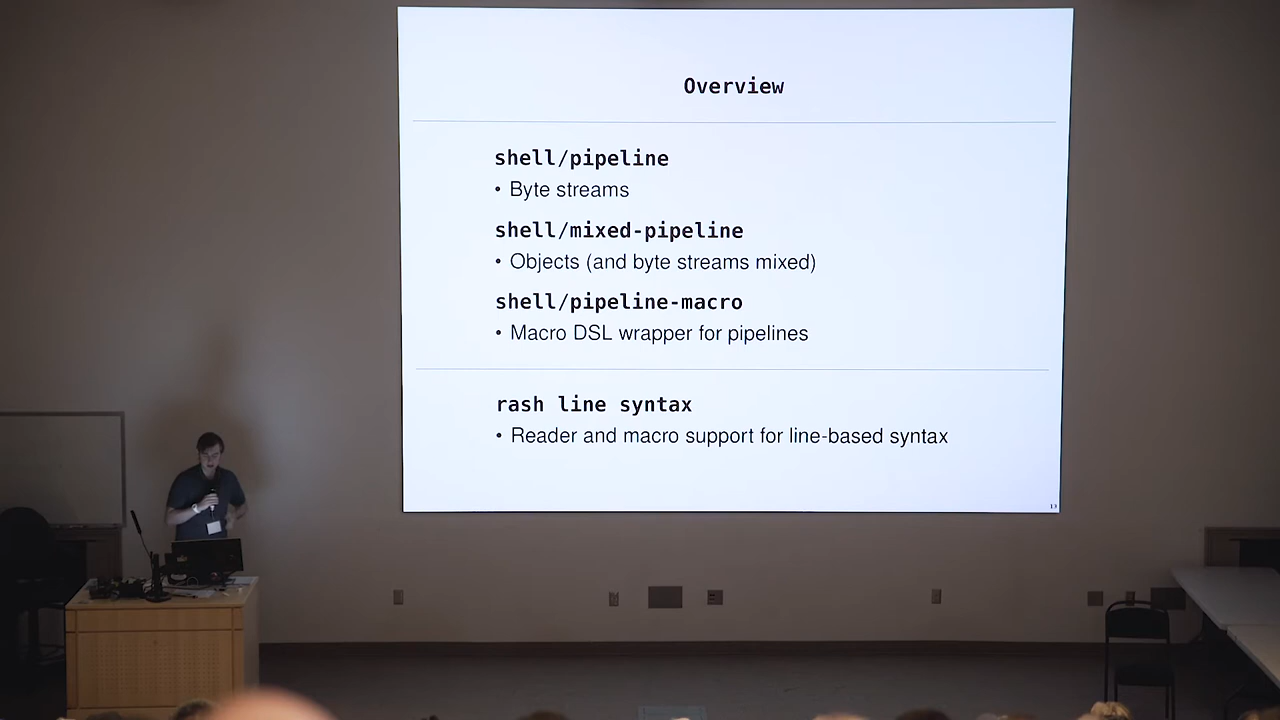 Overview
shell/pipeline
• Byte streams
shell/mixed-pipeline
• Objects (and byte streams mixed)
shell/pipeline-macro
• Macro DSL wrapper for pipelines
rash line syntax
• Reader and macro support for line-based syntax
13